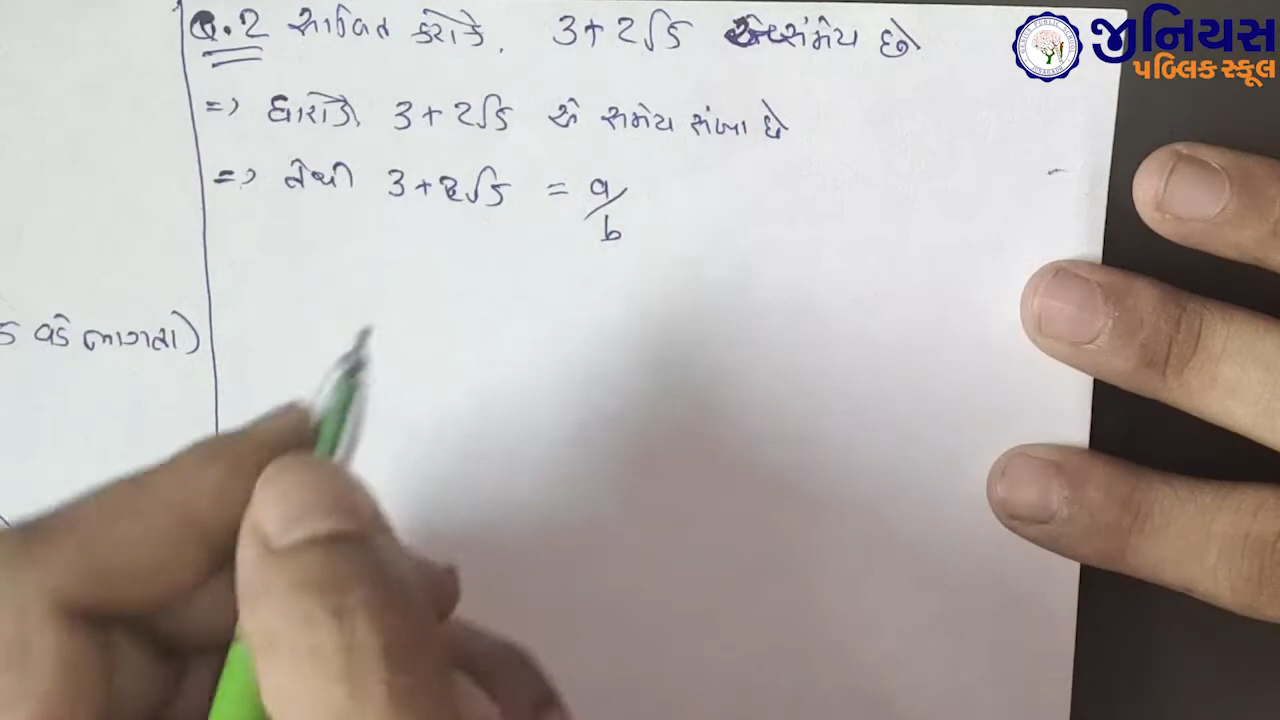 Q.2 સાબિત કરોકે, 3+2√5 અસંમેય છે
=> ધારોકે, 3+2√5 એ સમેય સંખ્યા છે
=> તેથી 3+2√5 = a/b
5 વડે ભાગતા)
જીનિયસ
પબ્લિક સ્કૂલ